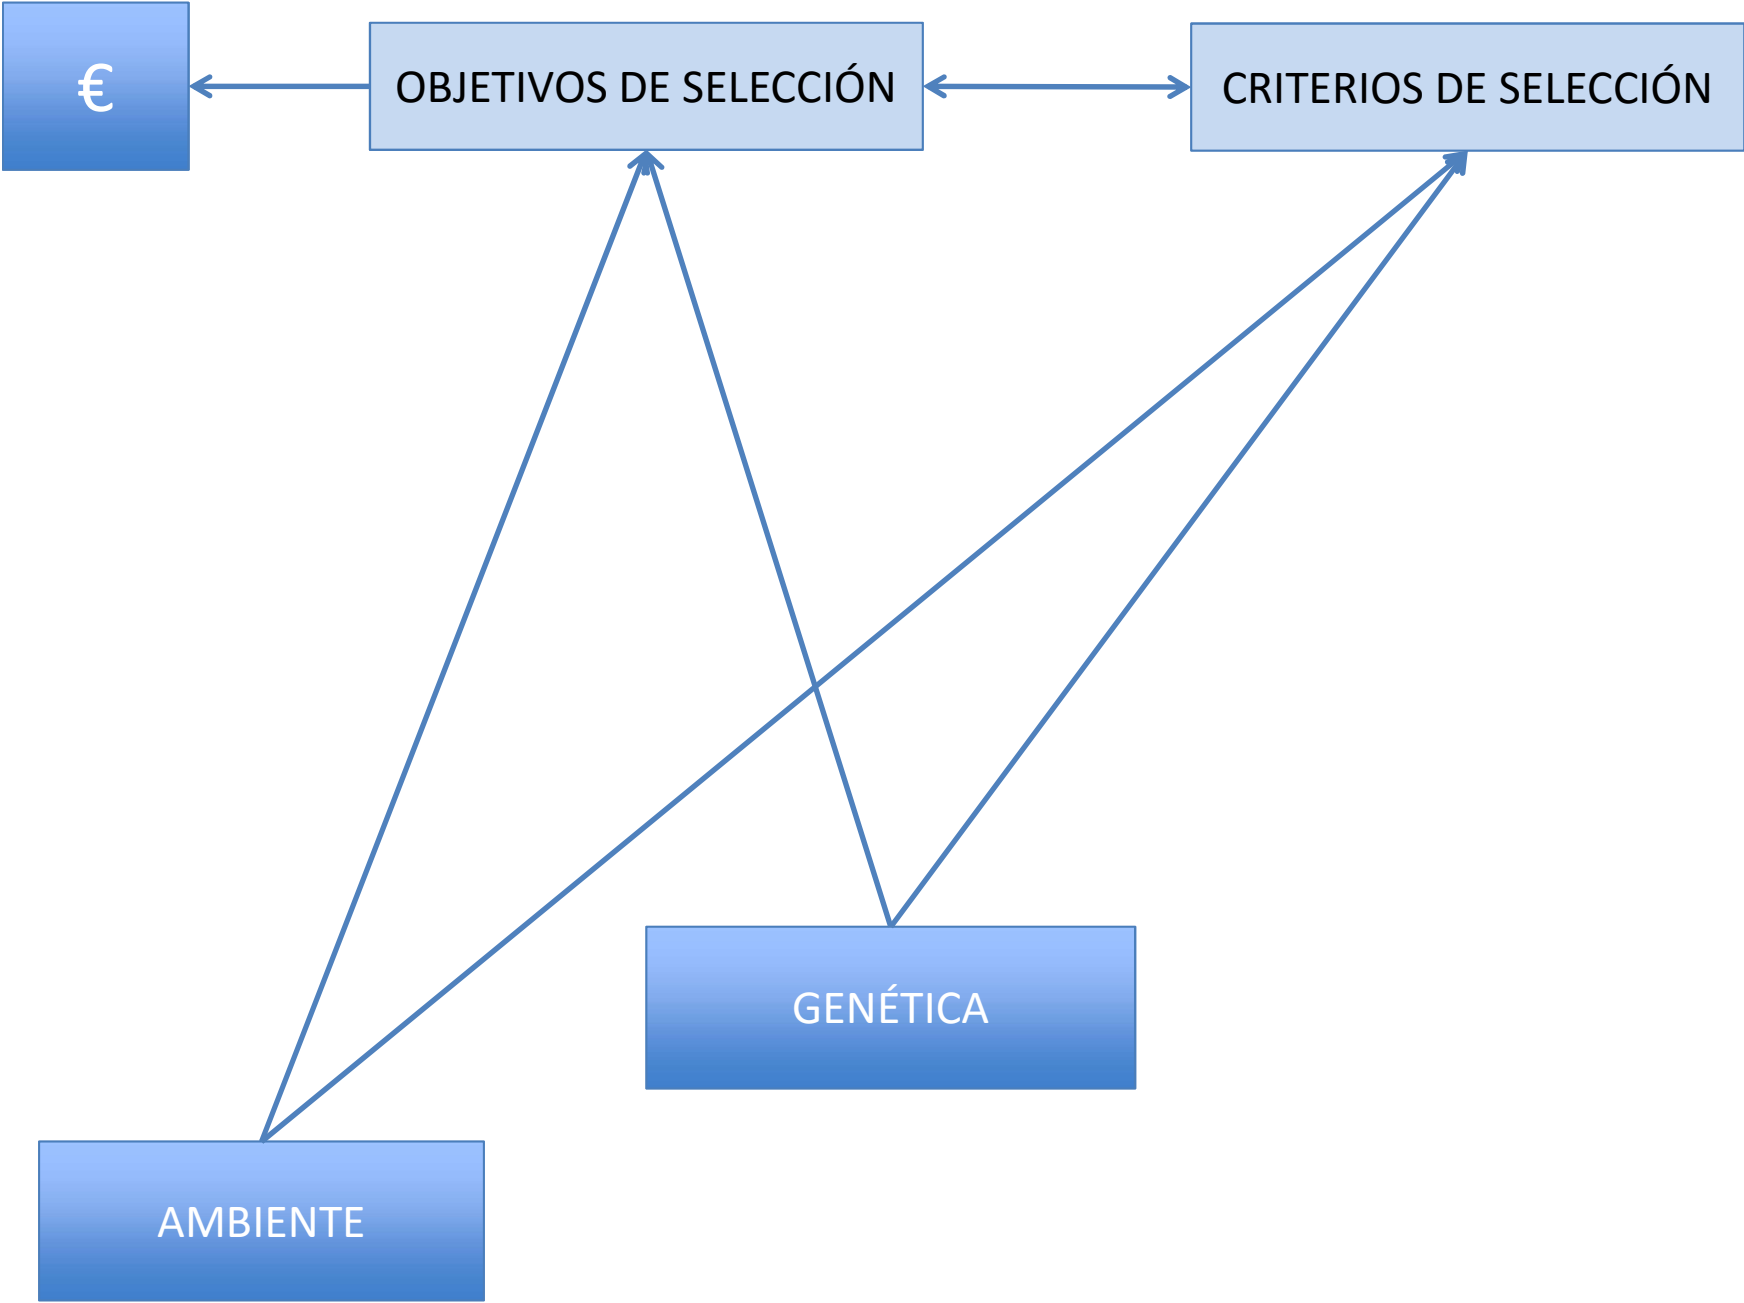 €
OBJETIVOS DE SELECCIÓN
CRITERIOS DE SELECCIÓN
GENÉTICA
AMBIENTE